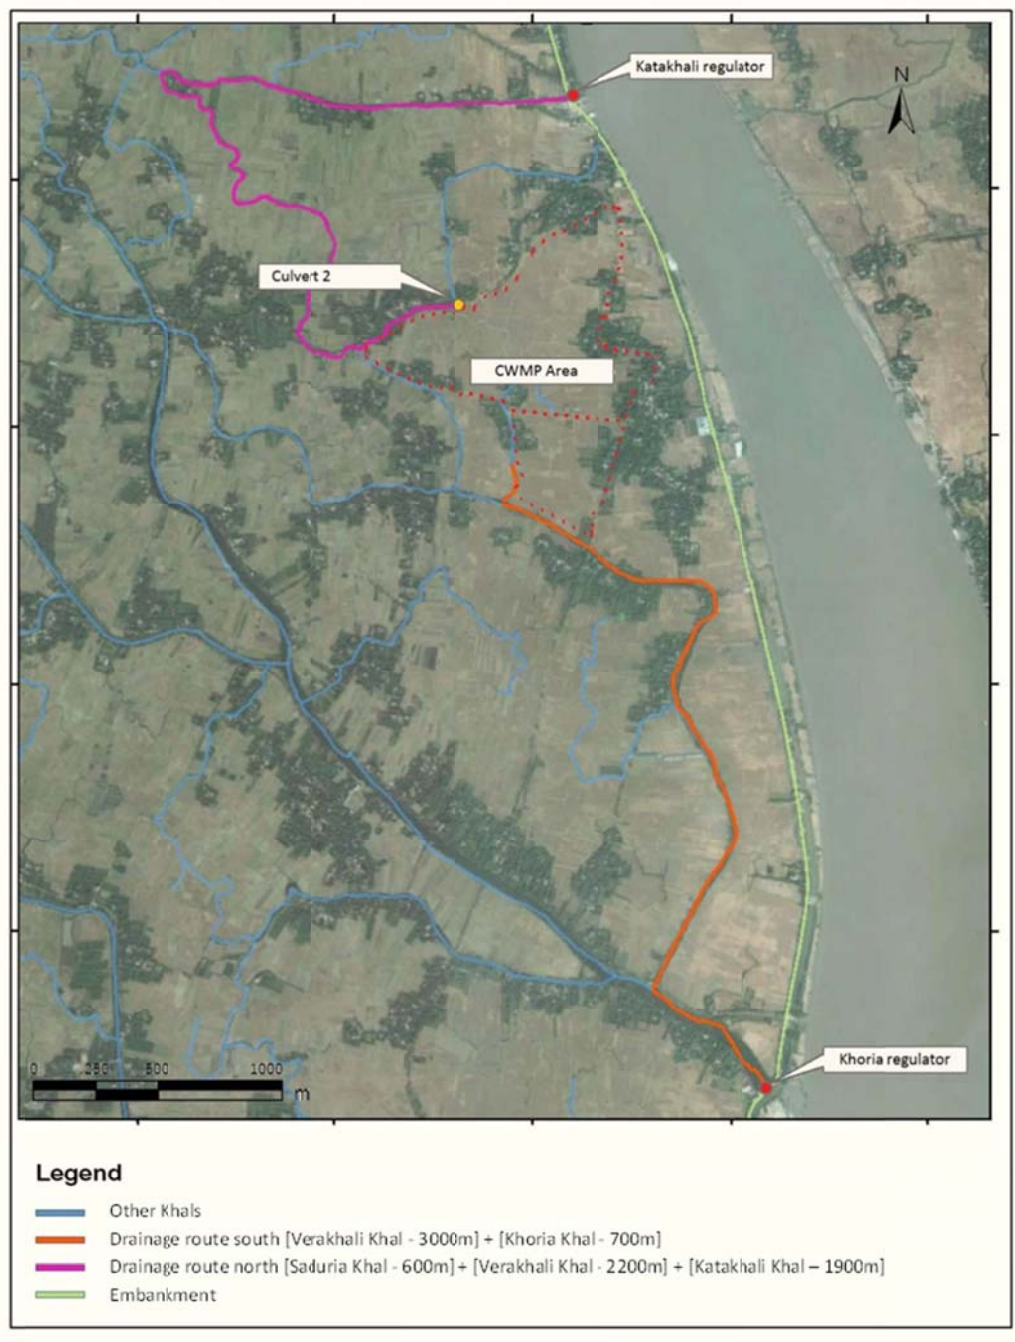 Katakhali regulator
N
Culvert 2
CWMP Area
Khoria regulator
0 250 500 1000
m
Legend
Other Khals
Drainage route south [Verakhali Khal - 3000m] + [Khoria Khal - 700m]
Drainage route north [Saduria Khal - 600m]+ [Verakhali Khal - 2200m] + [Katakhali Khal – 1900m]
Embankment